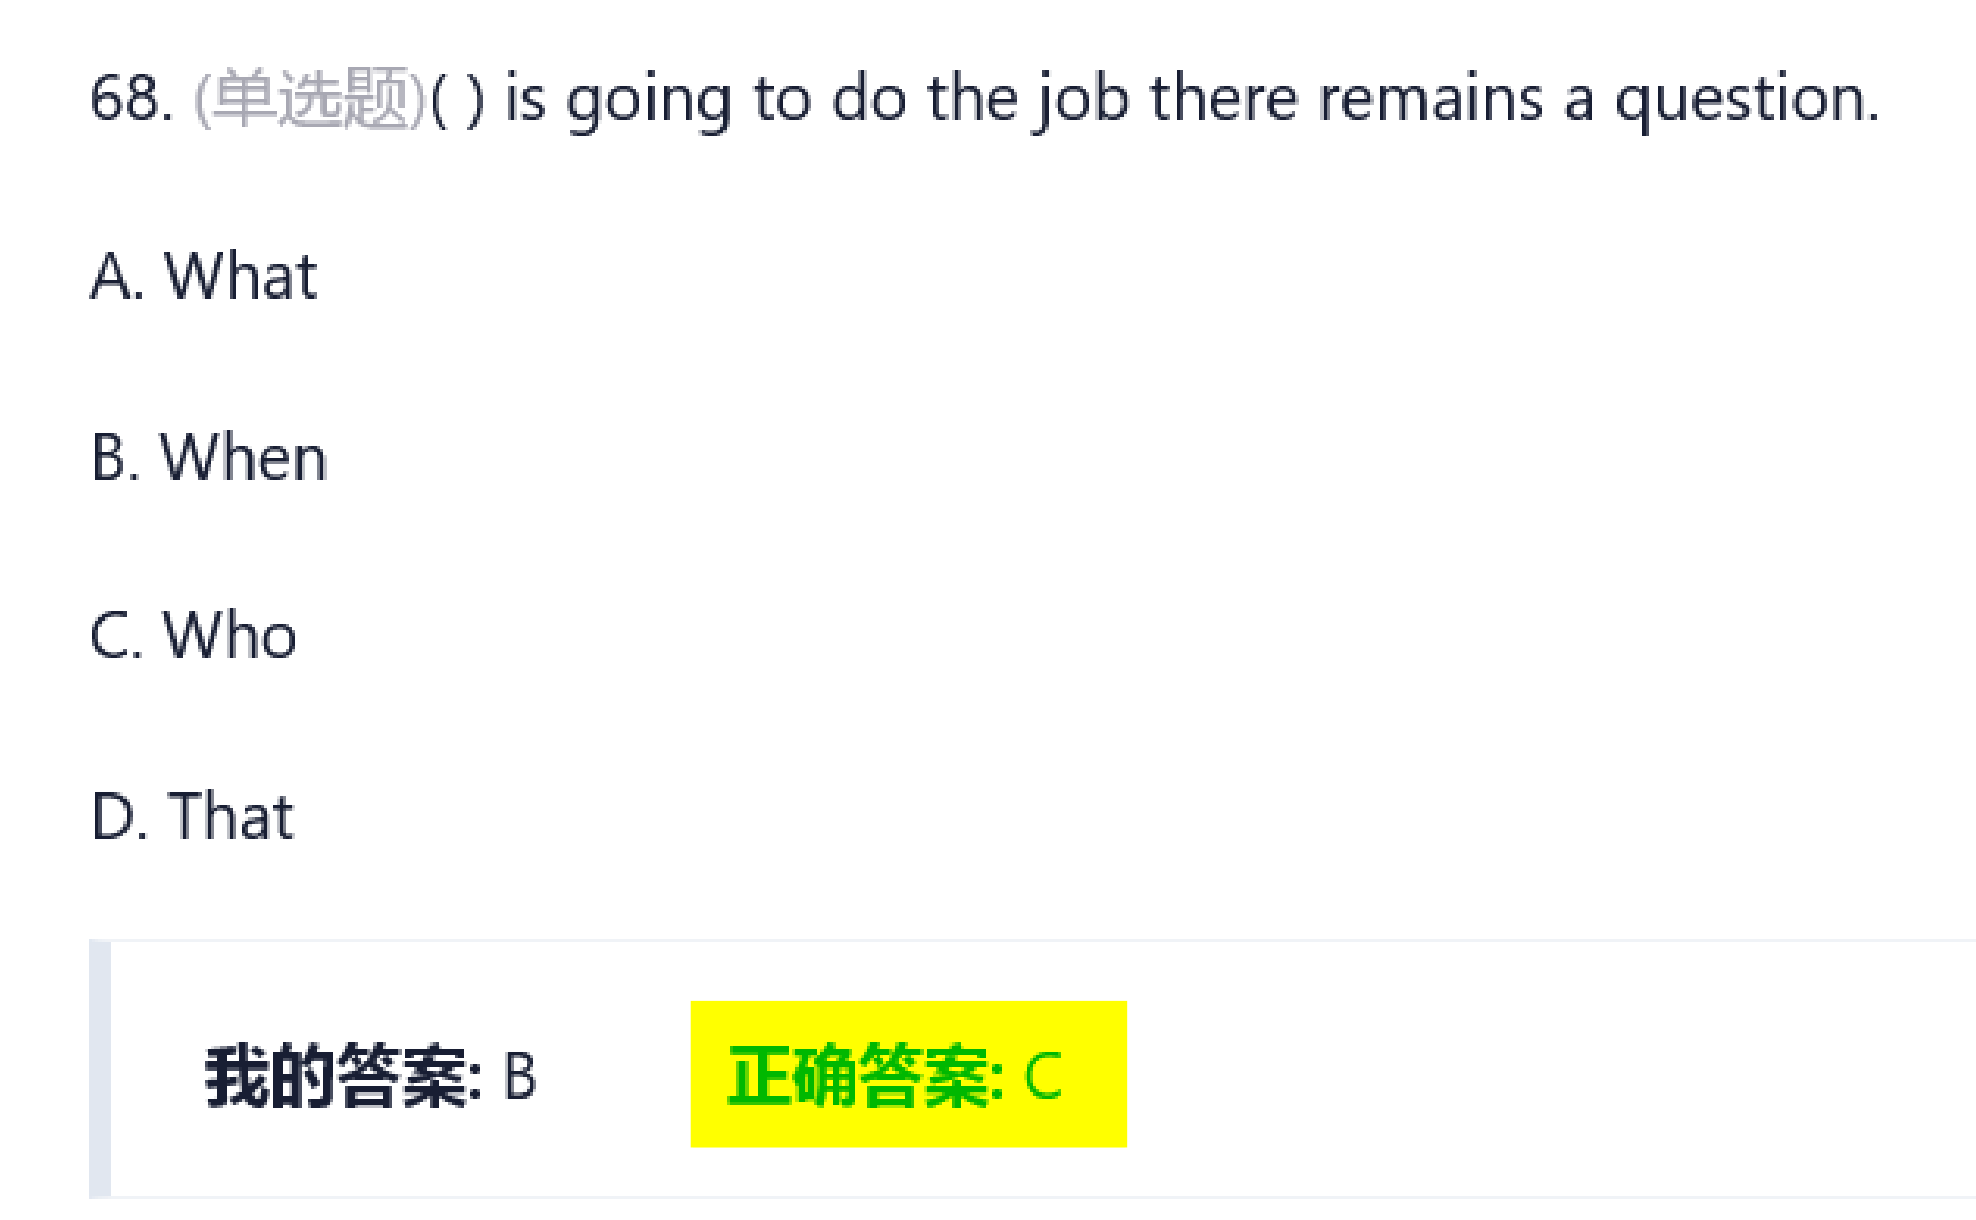 68. (单选题)( ) is going to do the job there remains a question.
A. What
B. When
C. Who
D. That
我的答案: B 正确答案: C